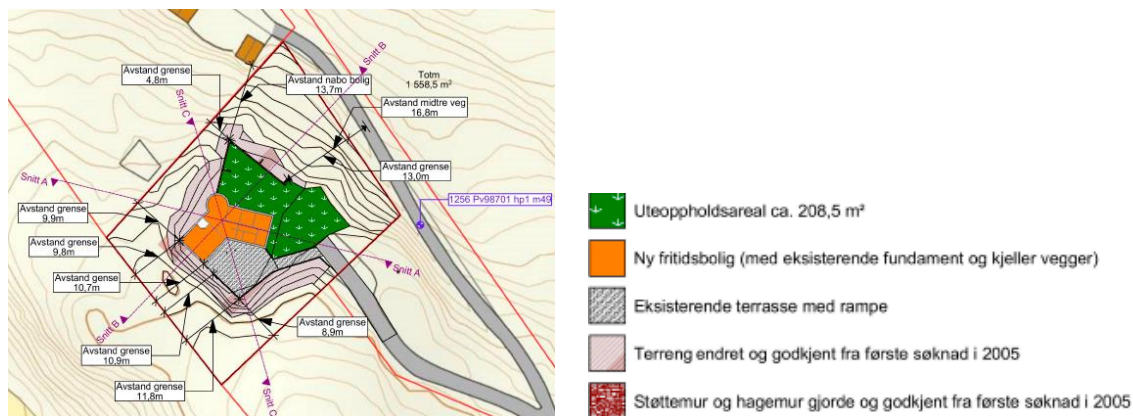 Snitt B
Avstand grense
4,8m
Totm
1 558,5 m²
Avstand nabo bolig
13,7m
Avstand midtre veg
16,8m
Snitt C
Avstand grense
13,0m
Snitt A
1256 Pv98701 hp1 m49
Avstand grense
9,9m
Avstand grense
9,8m
Snitt A
Avstand gense
10,7m
Snitt B
Avstand grense
8,9m
Avstand grense
10,9m
Avstand grense
11,8m
Snitt C
Uteoppholdsareal ca. 208,5 m²
Ny fritidsbolig (med eksisterende fundament og kjeller vegger)
Eksisterende terrasse med rampe
Terreng endret og godkjent fra første søknad i 2005
Støttemur og hagemur gjorde og godkjent fra første søknad i 2005